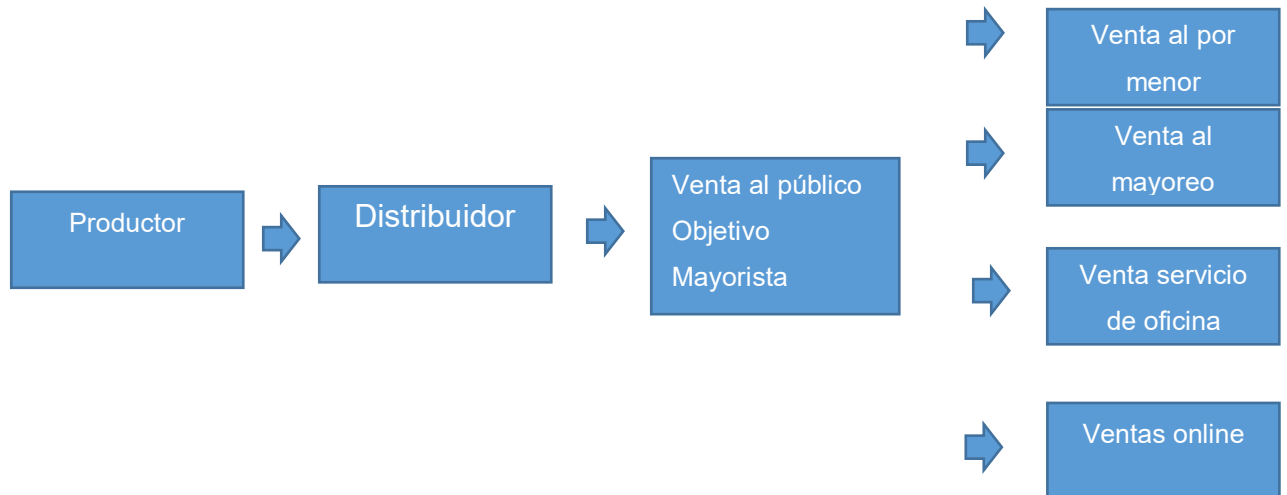 Productor
Distribuidor
Venta al público
Objetivo
Mayorista
Venta al por
menor
Venta al
mayoreo
Venta servicio
de oficina
Ventas online